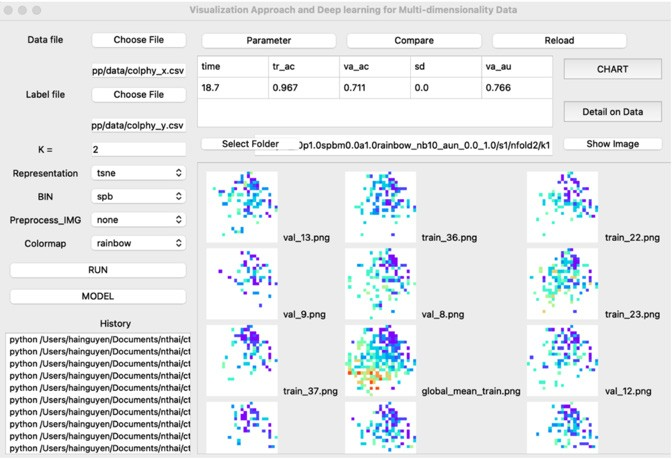 Visualization Approach and Deep learning for Multi-dimensionality Data
Data file
Choose File
pp/data/colphy_x.csv
Label file
Choose File
pp/data/colphy_y.csv
K =
2
Representation
tsne
BIN
spb
Preprocess_IMG
none
Colormap
rainbow
RUN
MODEL
History
python /Users/hainguyen/Documents/nthai/ct
python /Users/hainguyen/Documents/nthai/ct
python /Users/hainguyen/Documents/nthai/ct
python /Users/hainguyen/Documents/nthai/ct
python /Users/hainguyen/Documents/nthai/ct
python /Users/hainguyen/Documents/nthai/ct
python /Users/hainguyen/Documents/nthai/ct
python /Users/hainguyen/Documents/nthai/ct
python /Users/hainguyen/Documents/nthai/ct
python /Users/hainguyen/Documents/nthai/ct
Parameter
Compare
Reload
time tr_ac va_ac sd va_au
18.7 0.967 0.711 0.0 0.766
CHART
Detail on Data
Select Folder
0p1.0spbm0.0a1.0rainbow_nb10_aun_0.0_1.0/s1/nfold2/k1
Show Image
val_13.png
train_36.png
train_22.png
val_9.png
val_8.png
train_23.png
train_37.png
global_mean_train.png
val_12.png